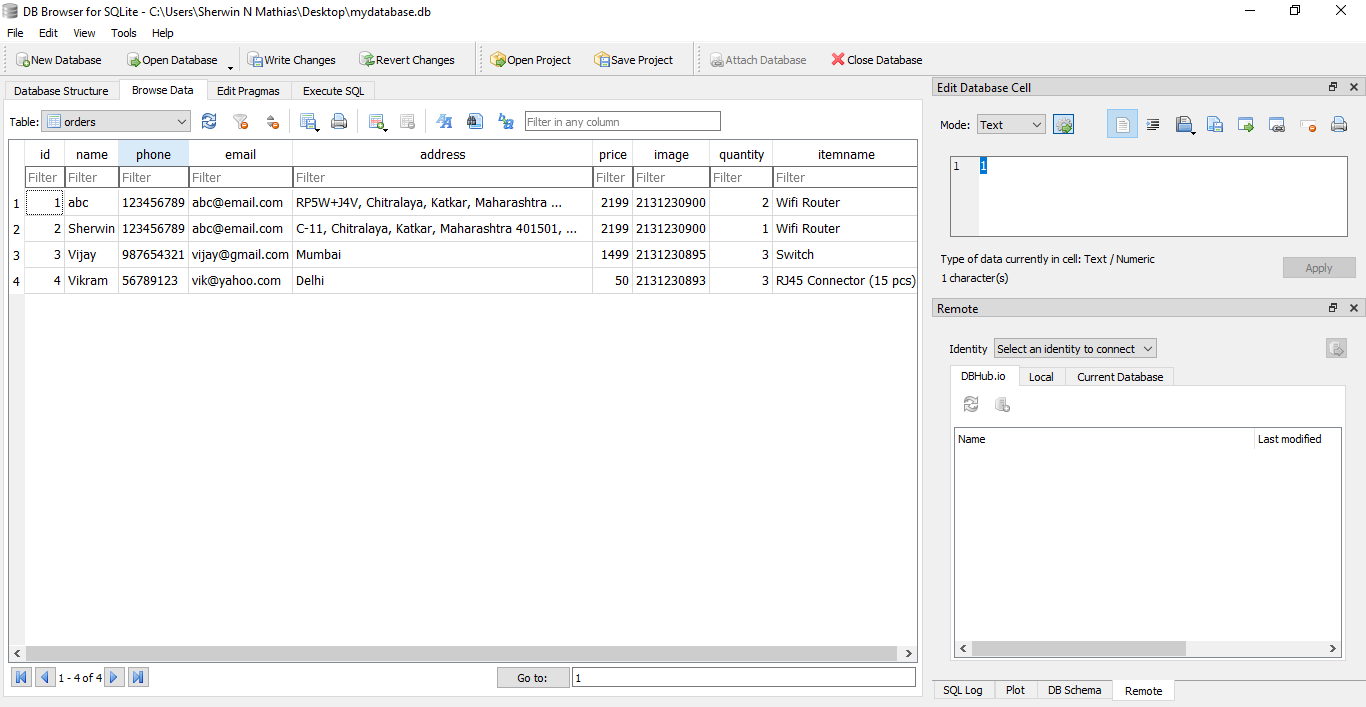 DB Browser for SQLite - C:\Users\Sherwin N Mathias\Desktop\mydatabase.db
File Edit View Tools Help
New Database Open Database Write Changes Revert Changes Open Project Save Project Attach Database Close Database
Database Structure Browse Data Edit Pragmas Execute SQL
Table: orders Filter in any column
id name phone email address price image quantity itemname
Filter Filter Filter Filter Filter Filter Filter Filter Filter
1 1 abc 123456789 abc@email.com RP5W+J4V, Chitralaya, Katkar, Maharashtra ... 2199 2131230900 2 Wifi Router
2 2 Sherwin 123456789 abc@email.com C-11, Chitralaya, Katkar, Maharashtra 401501, ... 2199 2131230900 1 Wifi Router
3 3 Vijay 987654321 vijay@gmail.com Mumbai 1499 2131230895 3 Switch
4 4 Vikram 56789123 vik@yahoo.com Delhi 50 2131230893 3 RJ45 Connector (15 pcs)
1 - 4 of 4 Go to: 1
Edit Database Cell
Mode: Text
1 1
Type of data currently in cell: Text / Numeric
1 character(s)
Apply
Remote
Identity Select an identity to connect
DBHub.io Local Current Database
Name Last modified
SQL Log Plot DB Schema Remote